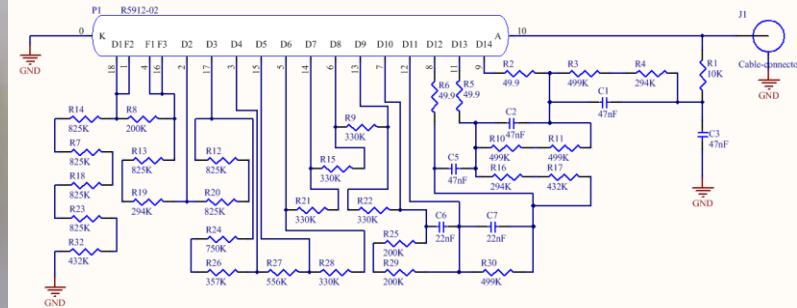 P1 R5912-02
J1
0 K A 10
D1 F2 F1 F3 D2 D3 D4 D5 D6 D7 D8 D9 D10 D11 D12 D13 D14
18 1 4 16 2 17 3 15 5 14 6 13 7 12 8 11 9
GND
R2
49.9
R3
499K
R4
294K
R1
10K
Cable-connecto
GND
R6
49.9
R5
49.9
C1
47nF
R14
825K
R8
200K
R9
330K
C2
47nF
C3
47nF
R7
825K
R13
825K
R12
825K
R15
330K
R10
499K
R11
499K
C5
47nF
R16
294K
R17
432K
R18
825K
R19
294K
R20
825K
R21
330K
R22
330K
GND
R23
825K
C6
22nF
C7
22nF
R24
750K
R25
200K
R32
432K
R26
357K
R27
556K
R28
330K
R29
200K
R30
499K
GND